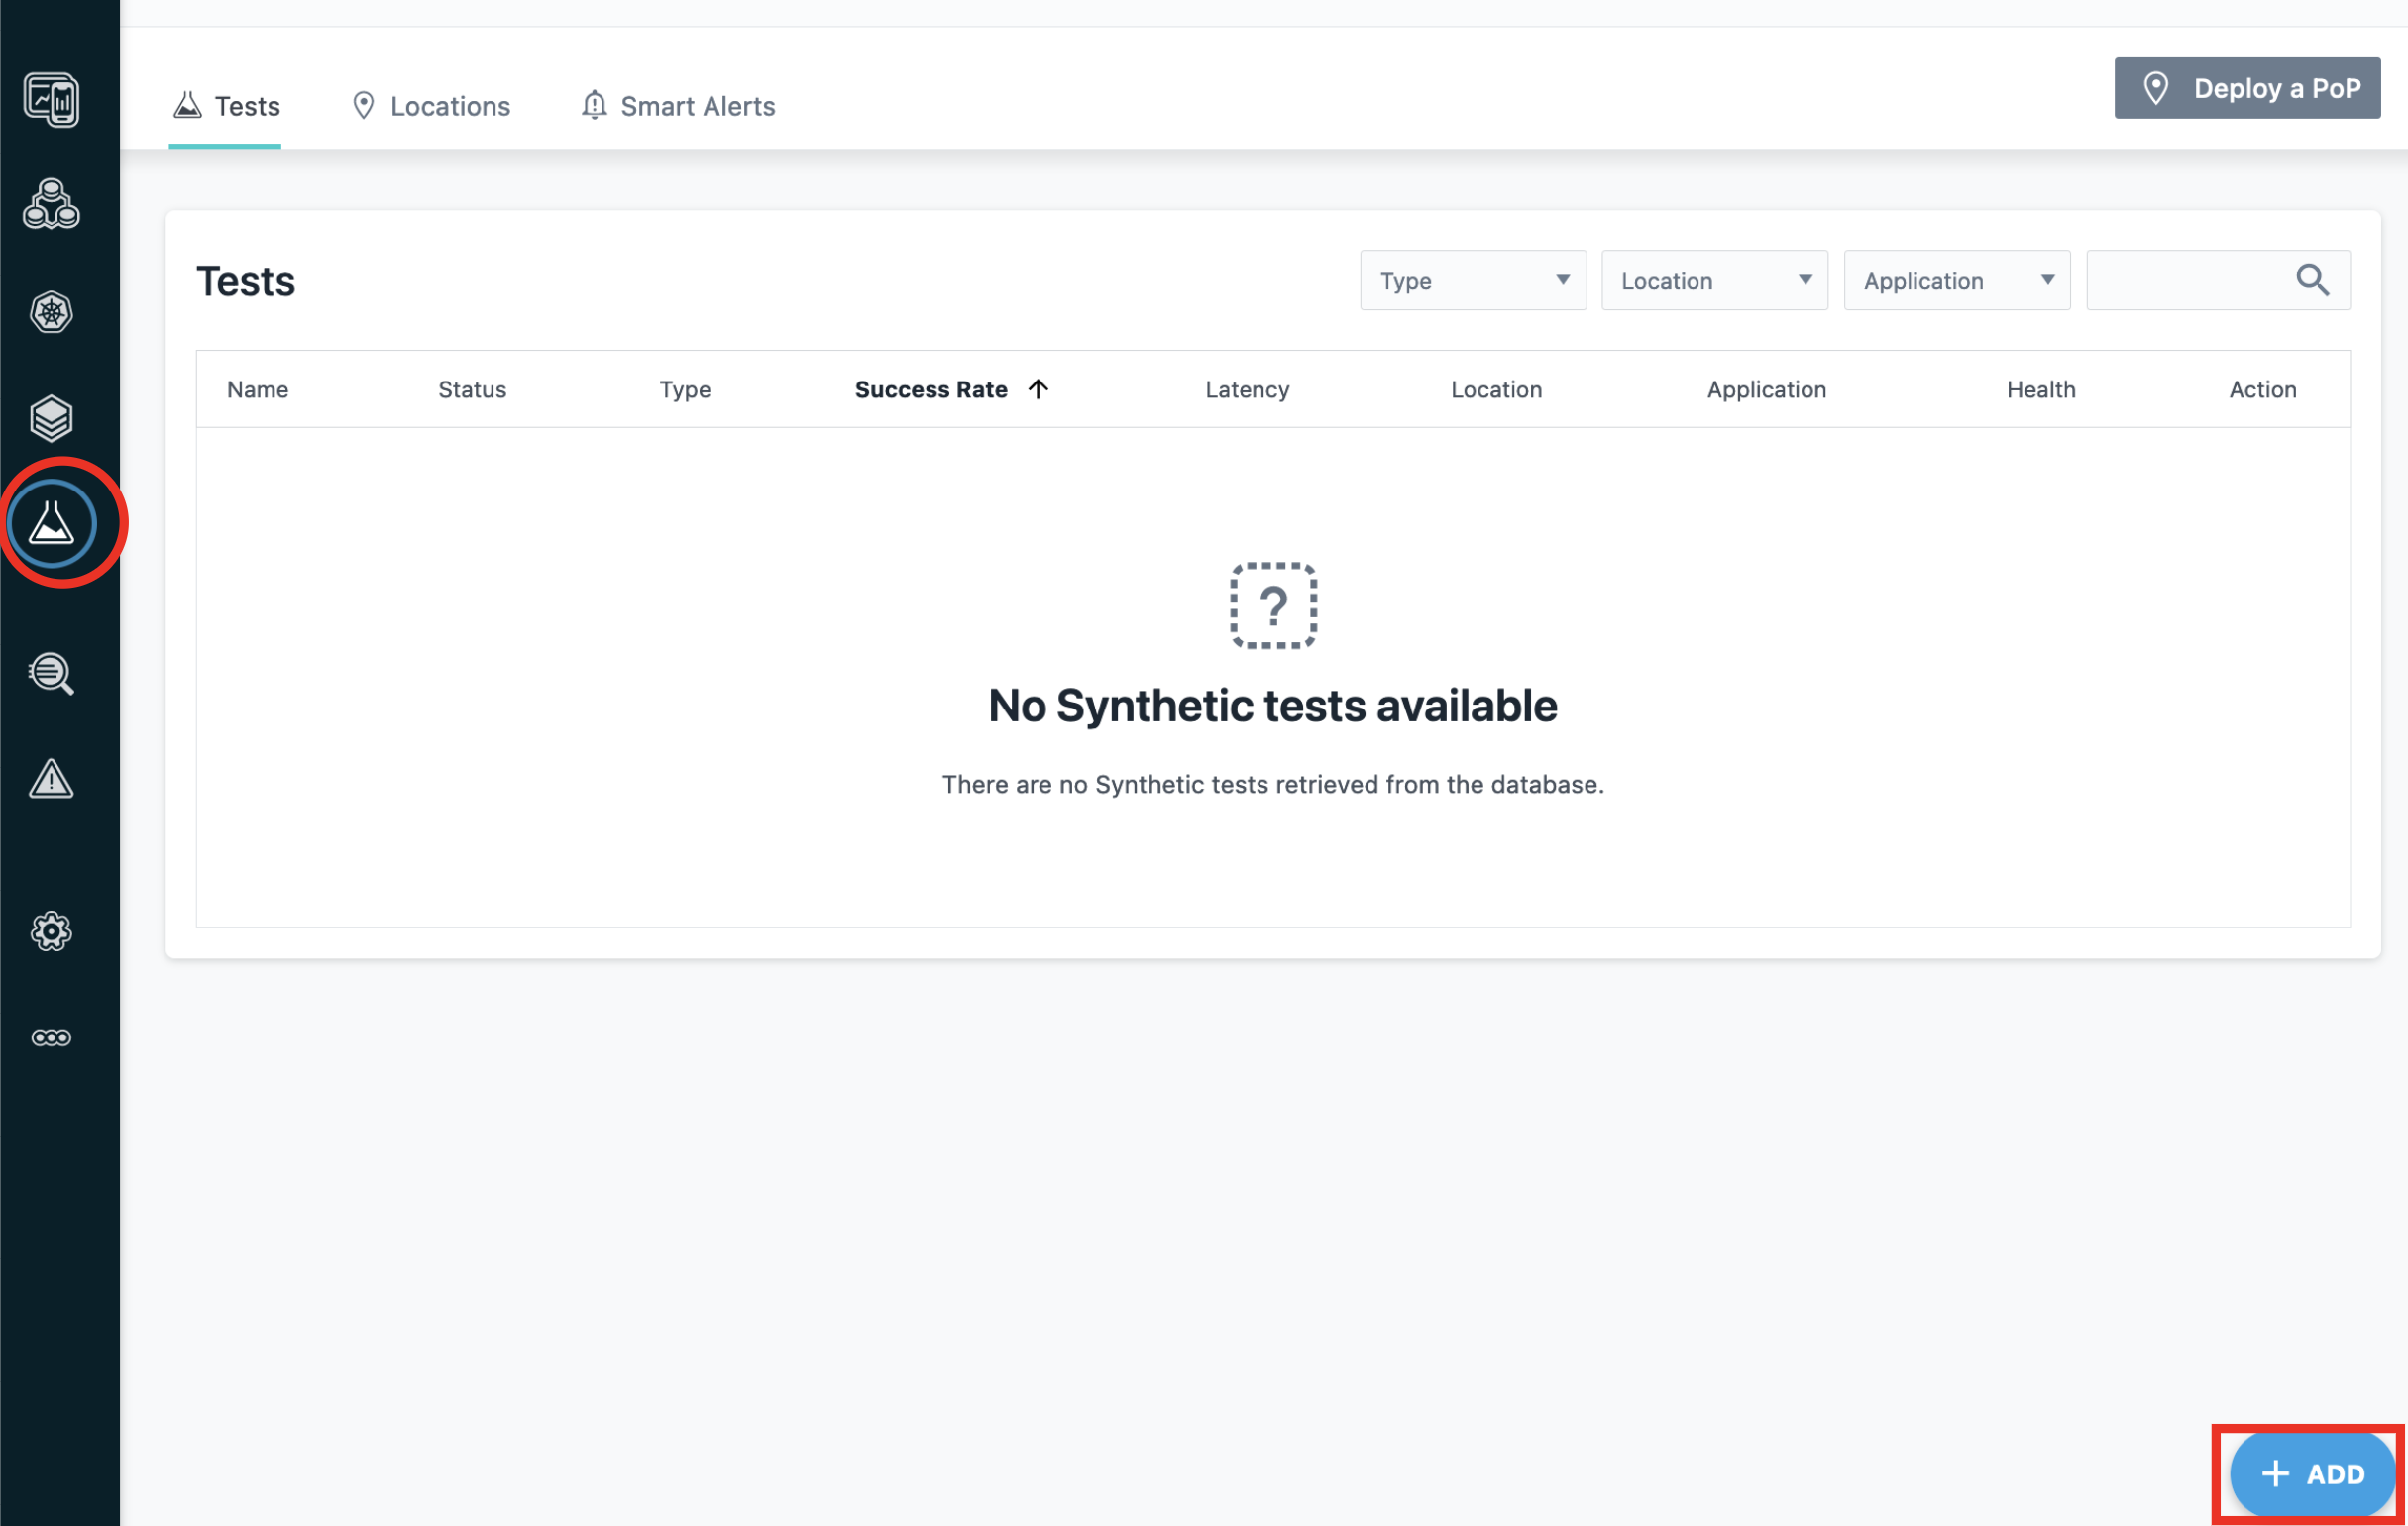 Tests Locations Smart Alerts Deploy a PoP
Tests Type Location Application
Name Status Type Success Rate ↑ Latency Location Application Health Action
?
No Synthetic tests available
There are no Synthetic tests retrieved from the database.
+ ADD